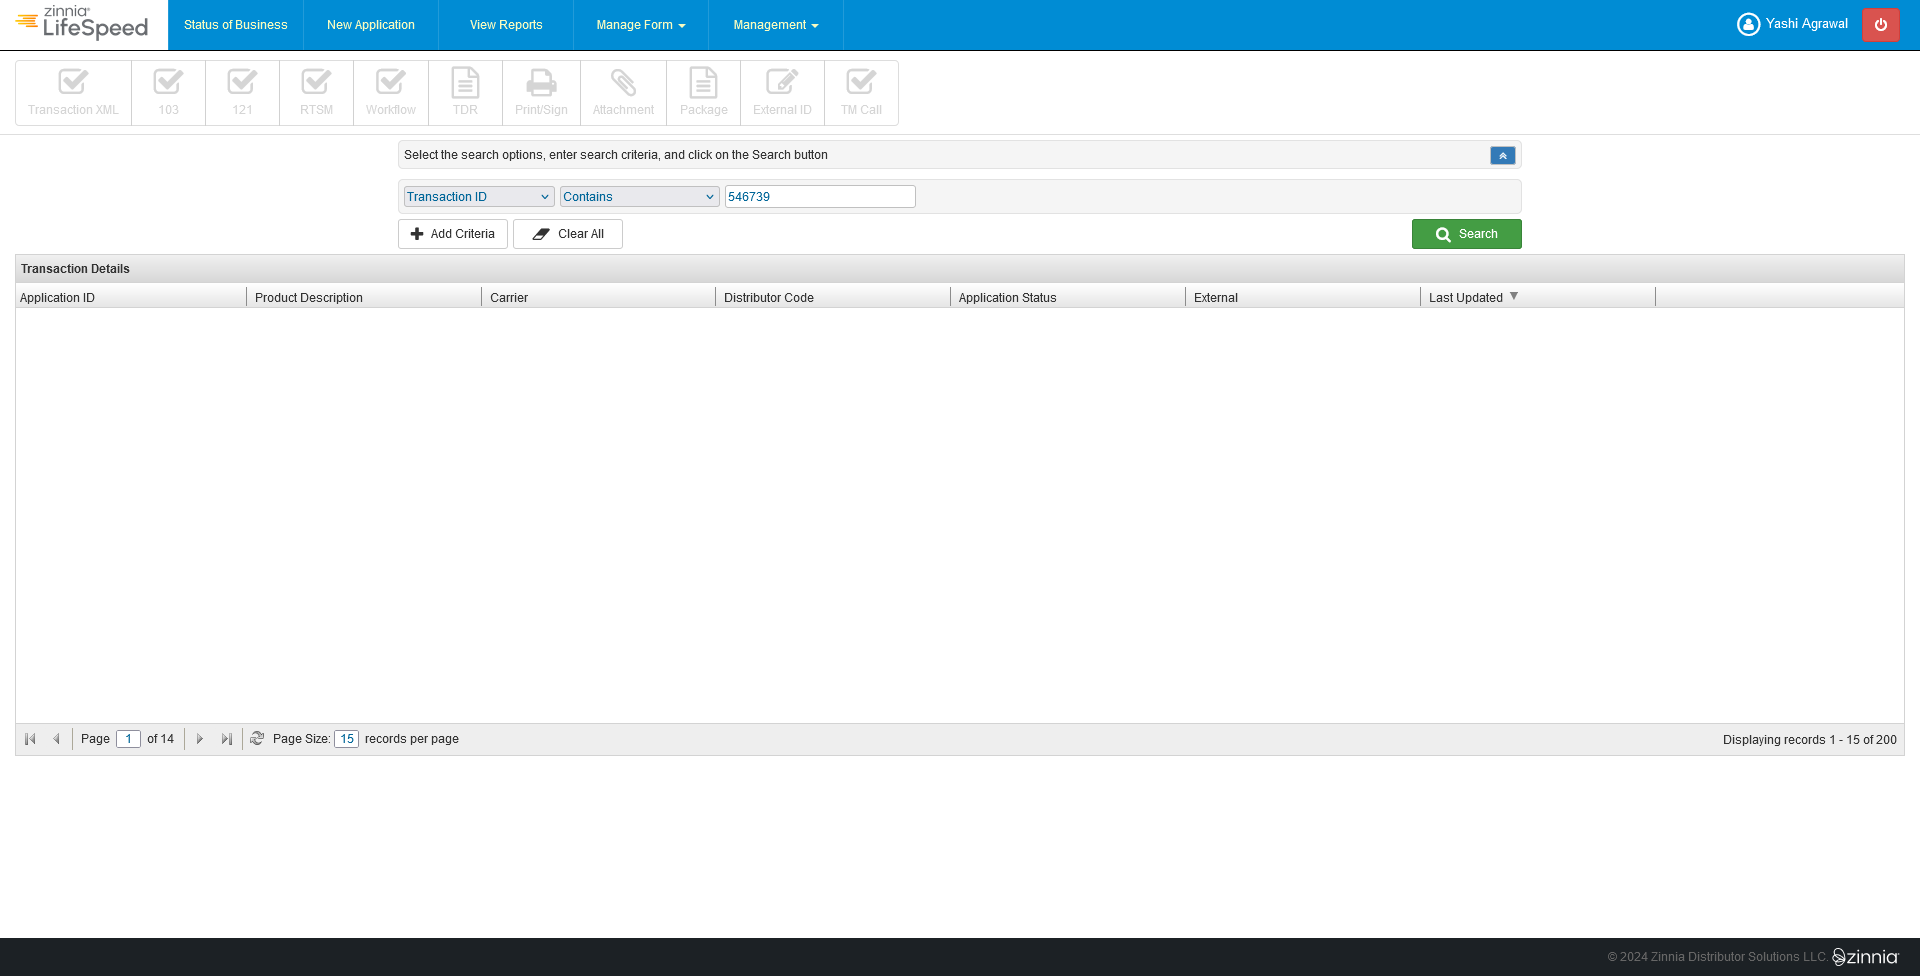 zinnia
LifeSpeed
Status of Business
New Application
View Reports
Manage Form
Management
Yashi Agrawal
Transaction XML
103
121
RTSM
Workflow
TDR
Print/Sign
Attachment
Package
External ID
TM Call
Select the search options, enter search criteria, and click on the Search button
Transaction ID
Contains
546739
Add Criteria
Clear All
Search
Transaction Details
Application ID
Product Description
Carrier
Distributor Code
Application Status
External
Last Updated
Page 1 of 14
Page Size: 15 records per page
Displaying records 1 - 15 of 200
© 2024 Zinnia Distributor Solutions LLC.
zinnia